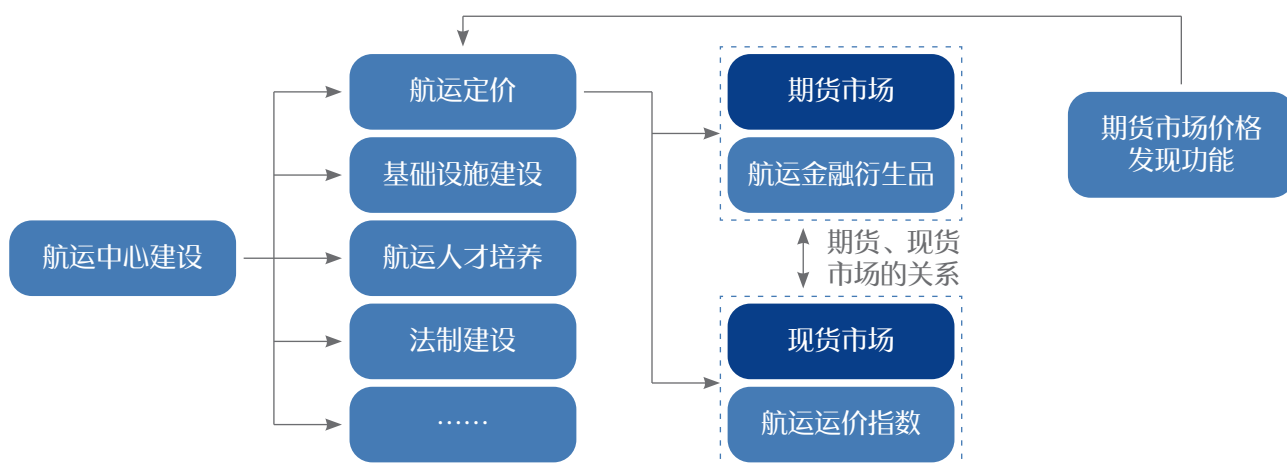 航运中心建设
航运定价
基础设施建设
航运人才培养
法制建设
……
期货市场
航运金融衍生品
期货、现货
市场的关系
现货市场
航运运价指数
期货市场价格
发现功能